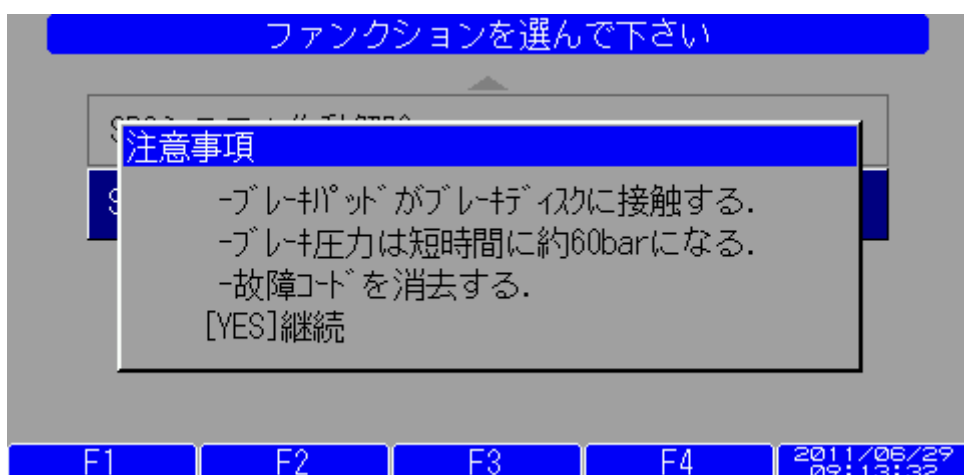 ファンクションを選んで下さい
注意事項
-ブレーキパッドがブレーキディスクに接触する.
-ブレーキ圧力は短時間に約60barになる.
-故障コードを消去する.
[YES]継続
F1
F2
F3
F4
2011/06/29
09:13:32